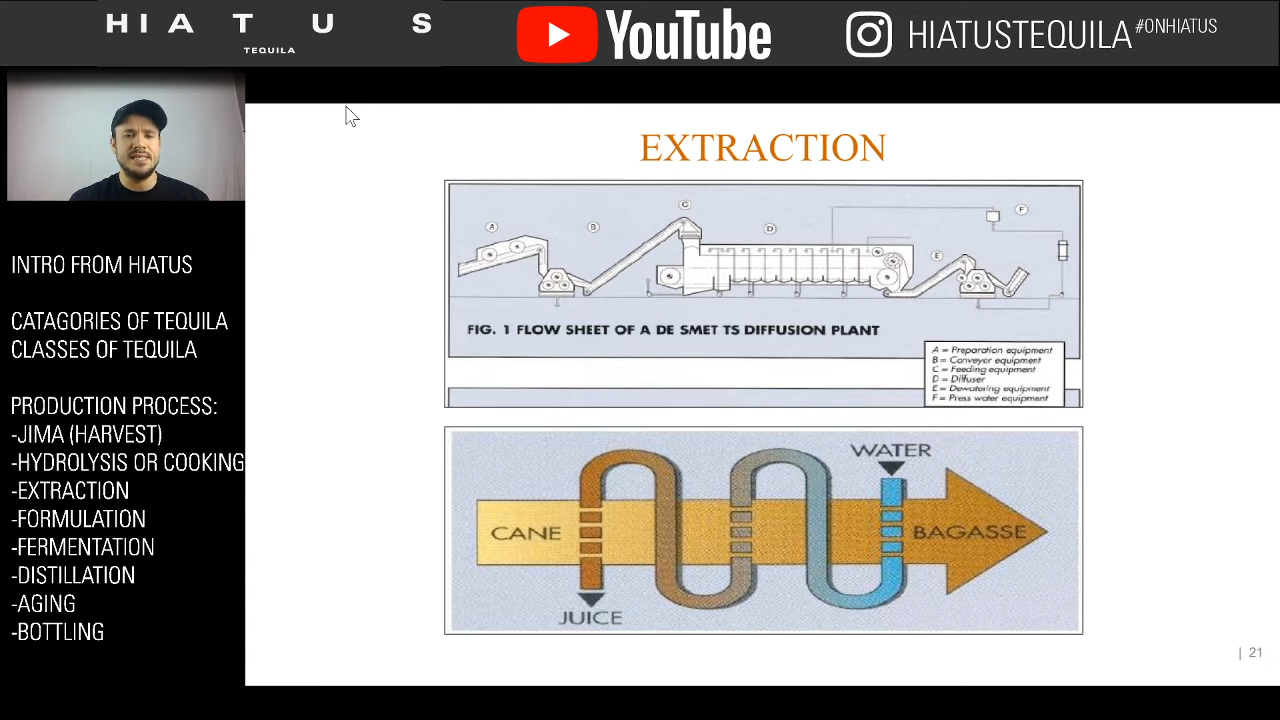 HIATUS
TEQUILA
YouTube
HIATUSTEQUILA #ONHIATUS
INTRO FROM HIATUS
CATAGORIES OF TEQUILA
CLASSES OF TEQUILA
PRODUCTION PROCESS:
-JIMA (HARVEST)
-HYDROLYSIS OR COOKING
-EXTRACTION
-FORMULATION
-FERMENTATION
-DISTILLATION
-AGING
-BOTTLING
EXTRACTION
A
B
C
D
E
F
FIG. 1 FLOW SHEET OF A DE SMET TS DIFFUSION PLANT
A = Preparation equipment
B = Conveyor equipment
C = Feeding equipment
D = Diffuser
E = Dewatering equipment
F = Press water equipment
WATER
CANE
BAGASSE
JUICE
| 21